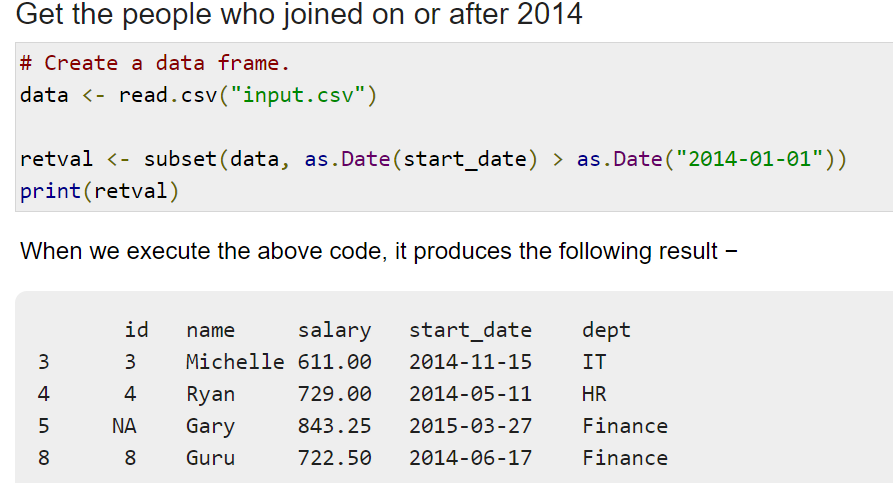 Get the people who joined on or after 2014
# Create a data frame.
data <- read.csv("input.csv")
retval <- subset(data, as.Date(start_date) > as.Date("2014-01-01"))
print(retval)
When we execute the above code, it produces the following result −
id name salary start_date dept
3 3 Michelle 611.00 2014-11-15 IT
4 4 Ryan 729.00 2014-05-11 HR
5 NA Gary 843.25 2015-03-27 Finance
8 8 Guru 722.50 2014-06-17 Finance